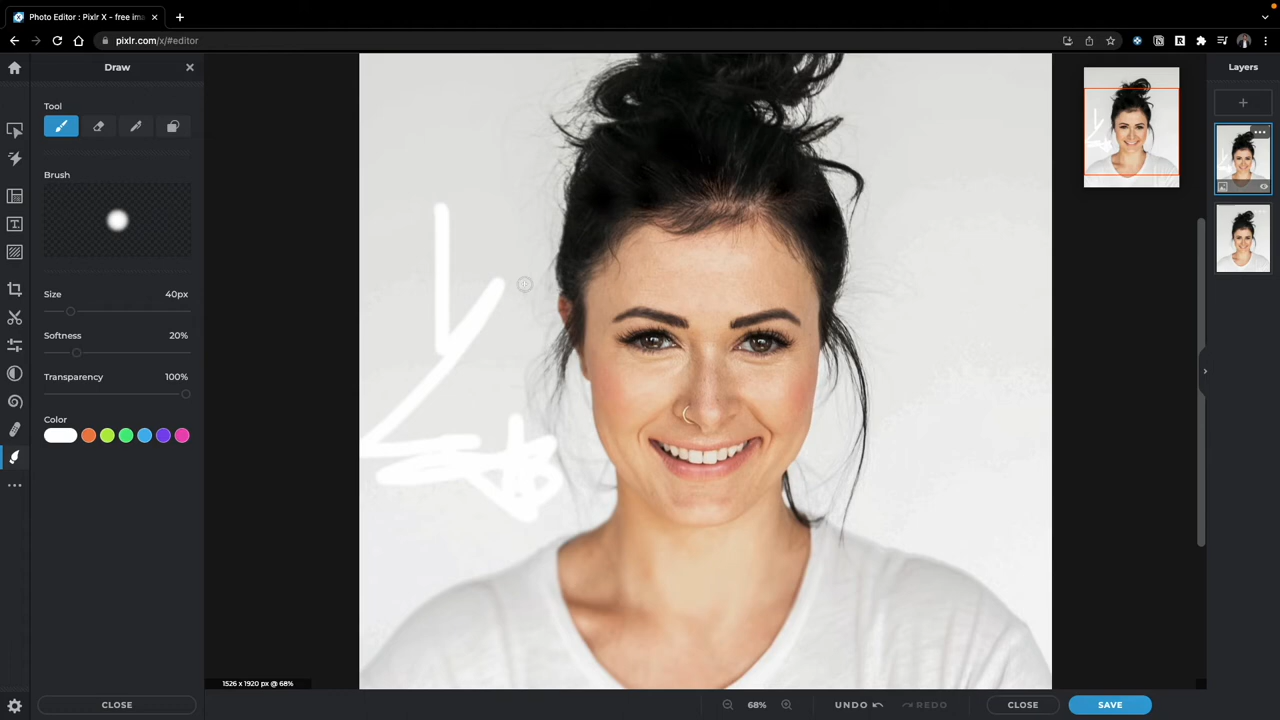 Photo Editor : Pixlr X - free ima
pixlr.com/x/#editor
Draw
Layers
Tool
Brush
Size 40px
Softness 20%
Transparency 100%
Color
1526 x 1920 px @ 68%
CLOSE
68%
UNDO
REDO
CLOSE
SAVE